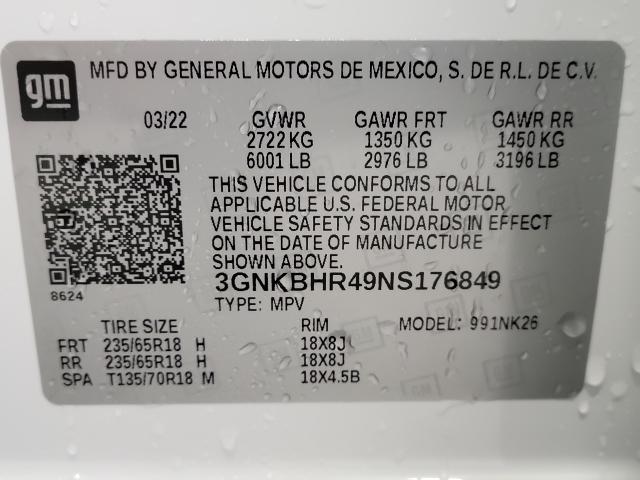 gm
MFD BY GENERAL MOTORS DE MEXICO, S. DE R.L. DE C.V.
03/22 GVWR GAWR FRT GAWR RR
2722 KG 1350 KG 1450 KG
6001 LB 2976 LB 3196 LB
THIS VEHICLE CONFORMS TO ALL
APPLICABLE U.S. FEDERAL MOTOR
VEHICLE SAFETY STANDARDS IN EFFECT
ON THE DATE OF MANUFACTURE
SHOWN ABOVE.
8624
3GNKBHR49NS176849
TYPE: MPV
TIRE SIZE RIM MODEL: 991NK26
FRT 235/65R18 H 18X8J
RR 235/65R18 H 18X8J
SPA T135/70R18 M 18X4.5B